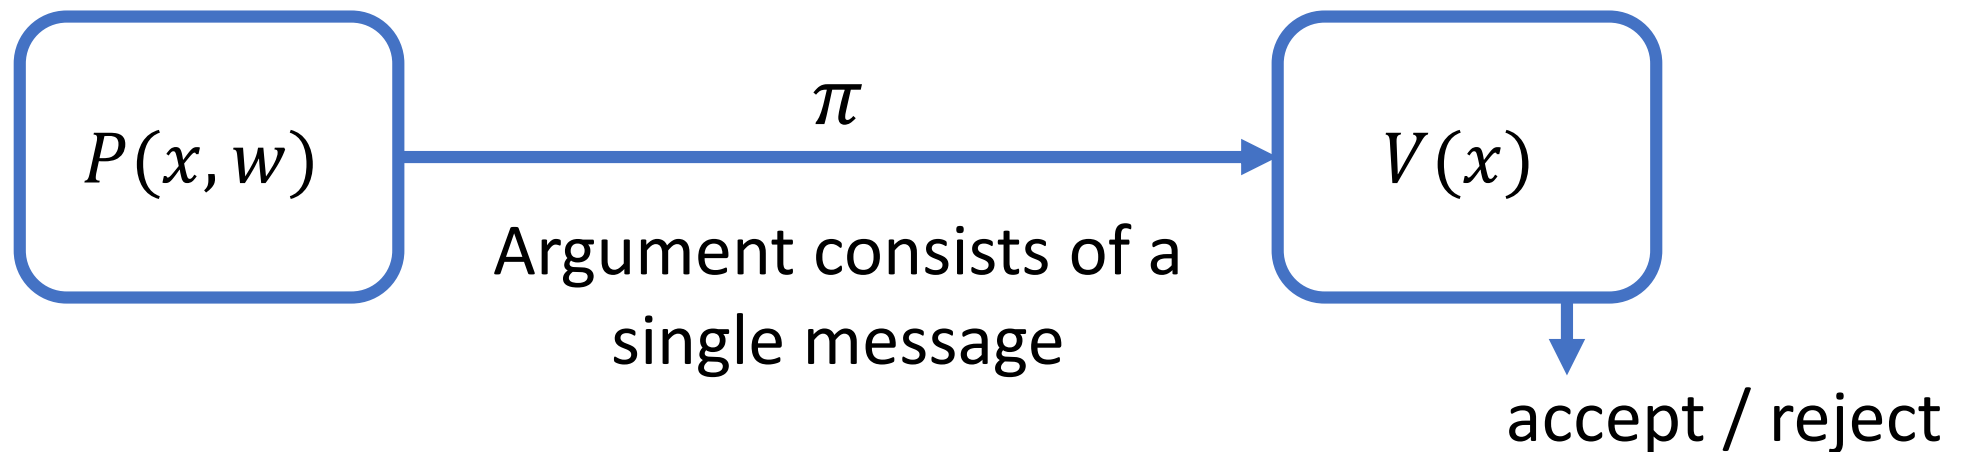 π
P(x, w)
V(x)
Argument consists of a
single message
accept / reject